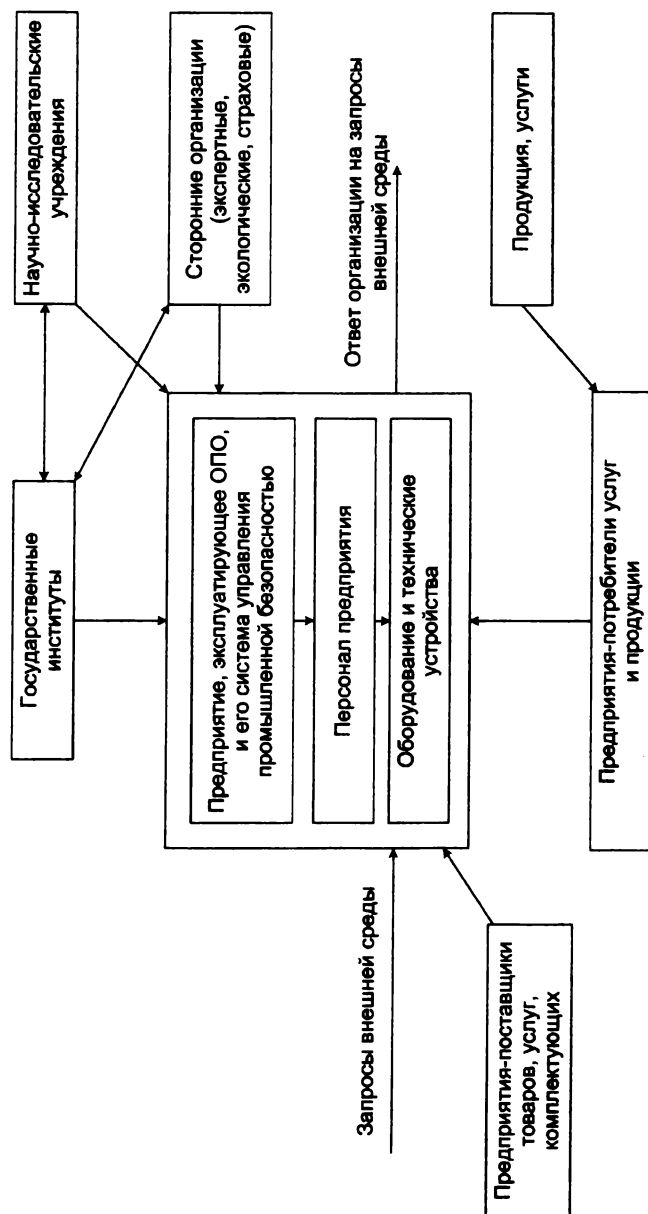 Государственные
институты
Научно-исследовательские
учреждения
Сторонние организации
(экспертные,
экологические, страховые)
Предприятие, эксплуатирующее ОПО,
и его система управления
промышленной безопасностью
Персонал предприятия
Оборудование и технические
устройства
Запросы внешней среды
Ответ организации на запросы
внешней среды
Предприятия-поставщики
товаров, услуг,
комплектующих
Предприятия-потребители услуг
и продукции
Продукция, услуги